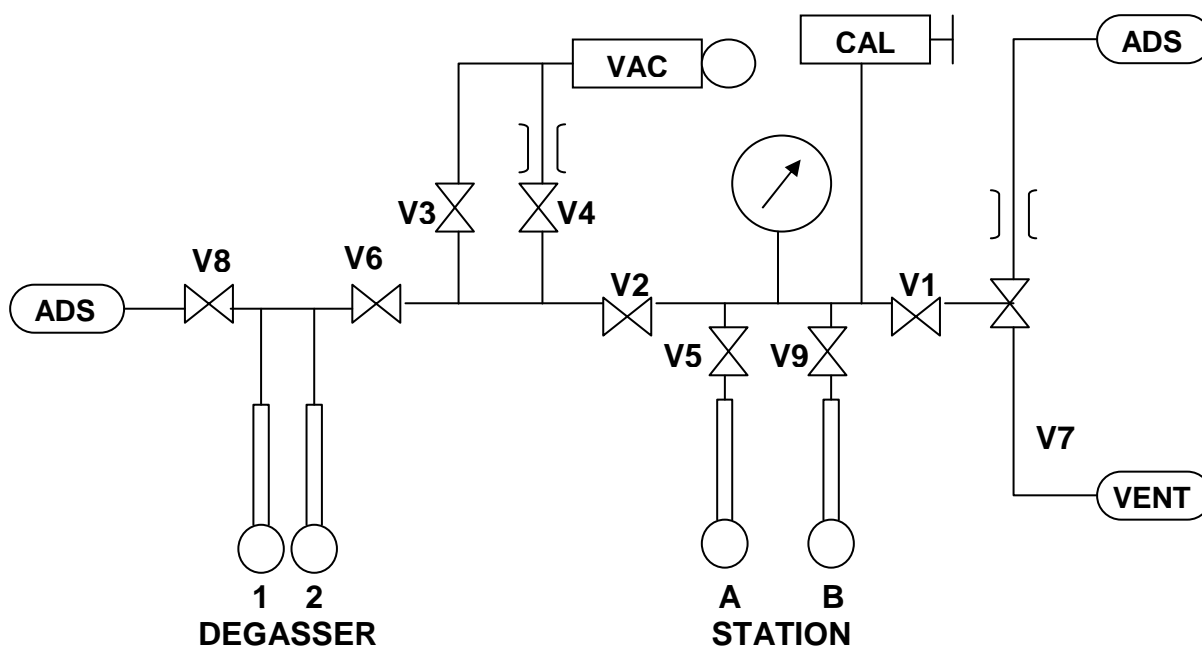 CAL
ADS
VAC
V3
V4
V8
V6
V2
V1
ADS
V5
V9
V7
VENT
1 2
A B
DEGASSER
STATION